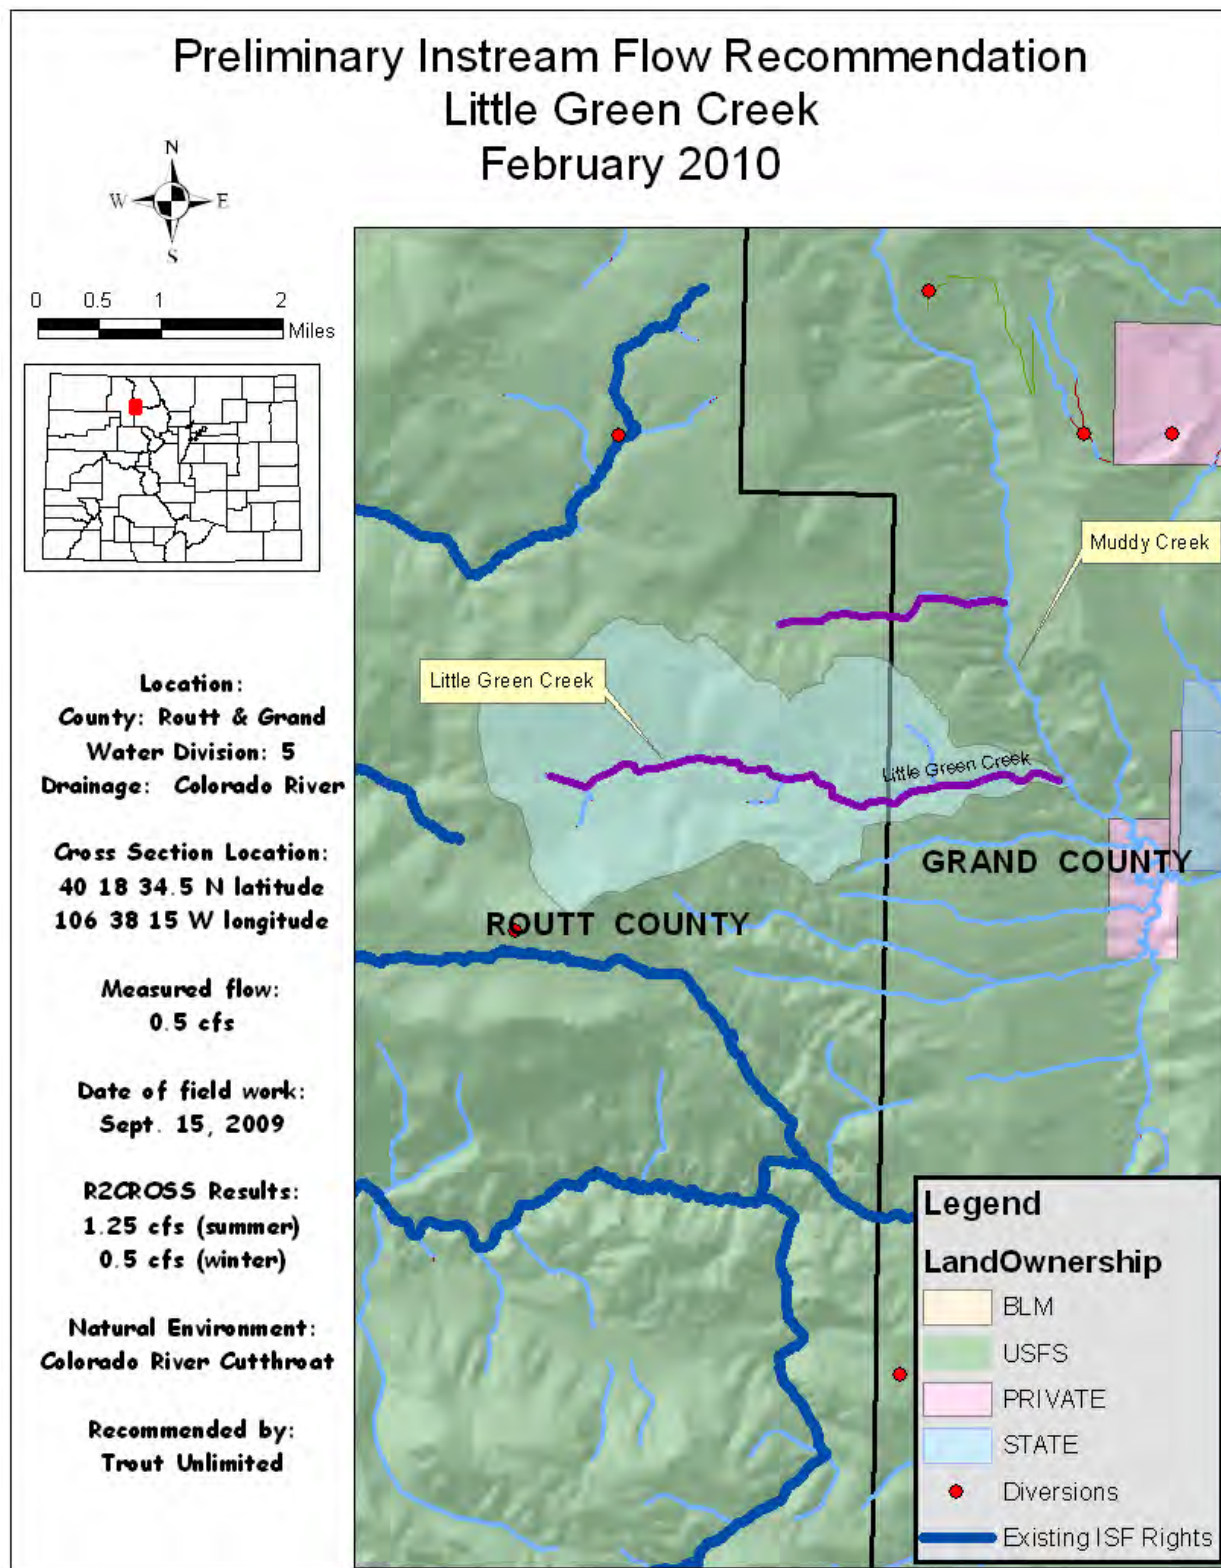 Preliminary Instream Flow Recommendation
Little Green Creek
February 2010
N
W
E
S
0 0.5 1 2
Miles
Location:
County: Routt & Grand
Water Division: 5
Drainage: Colorado River
Cross Section Location:
40 18 34.5 N latitude
106 38 15 W longitude
Measured flow:
0.5 cfs
Date of field work:
Sept. 15, 2009
R2CROSS Results:
1.25 cfs (summer)
0.5 cfs (winter)
Natural Environment:
Colorado River Cutthroat
Recommended by:
Trout Unlimited
Muddy Creek
Little Green Creek
Little Green Creek
GRAND COUNTY
ROUTT COUNTY
Legend
LandOwnership
BLM
USFS
PRIVATE
STATE
Diversions
Existing ISF Rights